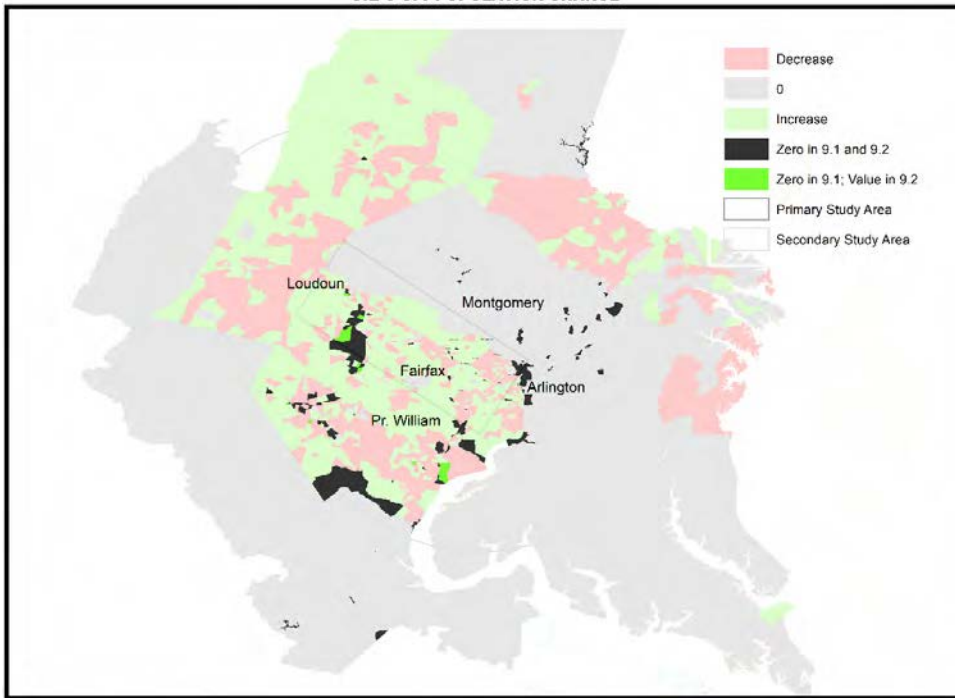 Decrease
0
Increase
Zero in 9.1 and 9.2
Zero in 9.1; Value in 9.2
Primary Study Area
Secondary Study Area
Loudoun
Montgomery
Fairfax
Arlington
Pr. William